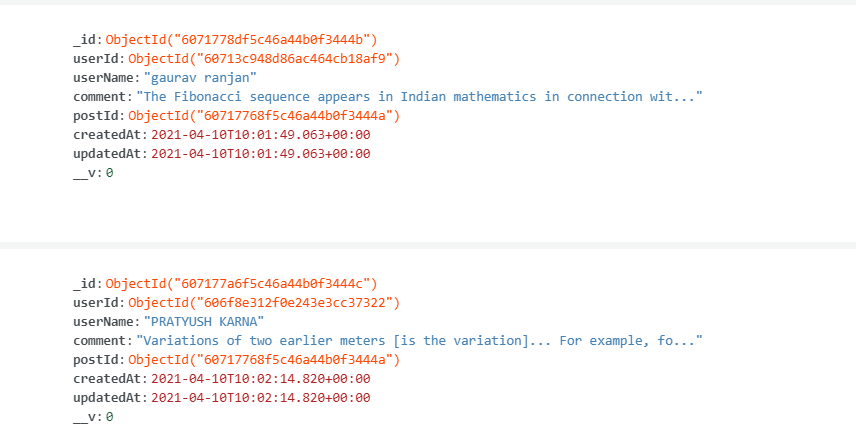 _id: ObjectId("6071778df5c46a44b0f3444b")
userId: ObjectId("60713c948d86ac464cb18af9")
userName: "gaurav ranjan"
comment: "The Fibonacci sequence appears in Indian mathematics in connection wit..."
postId: ObjectId("60717768f5c46a44b0f3444a")
createdAt: 2021-04-10T10:01:49.063+00:00
updatedAt: 2021-04-10T10:01:49.063+00:00
__v: 0
_id: ObjectId("607177a6f5c46a44b0f3444c")
userId: ObjectId("606f8e312f0e243e3cc37322")
userName: "PRATYUSH KARNA"
comment: "Variations of two earlier meters [is the variation]... For example, fo..."
postId: ObjectId("60717768f5c46a44b0f3444a")
createdAt: 2021-04-10T10:02:14.820+00:00
updatedAt: 2021-04-10T10:02:14.820+00:00
__v: 0